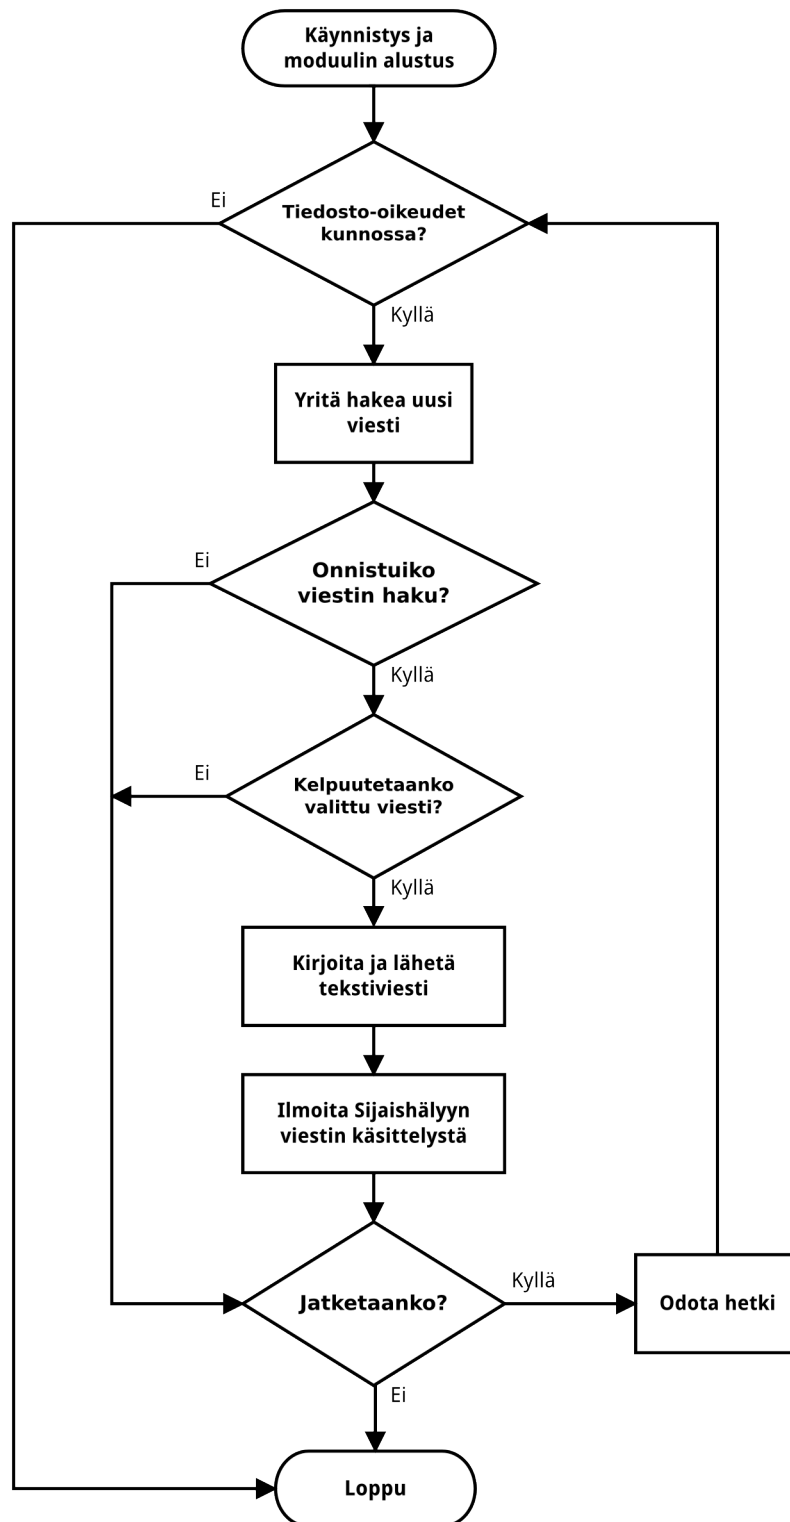 Käynnistys ja
moduulin alustus
Ei
Tiedosto-oikeudet
kunnossa?
Kyllä
Yritä hakea uusi
viesti
Ei
Onnistuiko
viestin haku?
Kyllä
Ei
Kelpuutetaanko
valittu viesti?
Kyllä
Kirjoita ja lähetä
tekstiviesti
Ilmoita Sijaishälyyn
viestin käsittelystä
Jatketaanko?
Kyllä
Odota hetki
Ei
Loppu